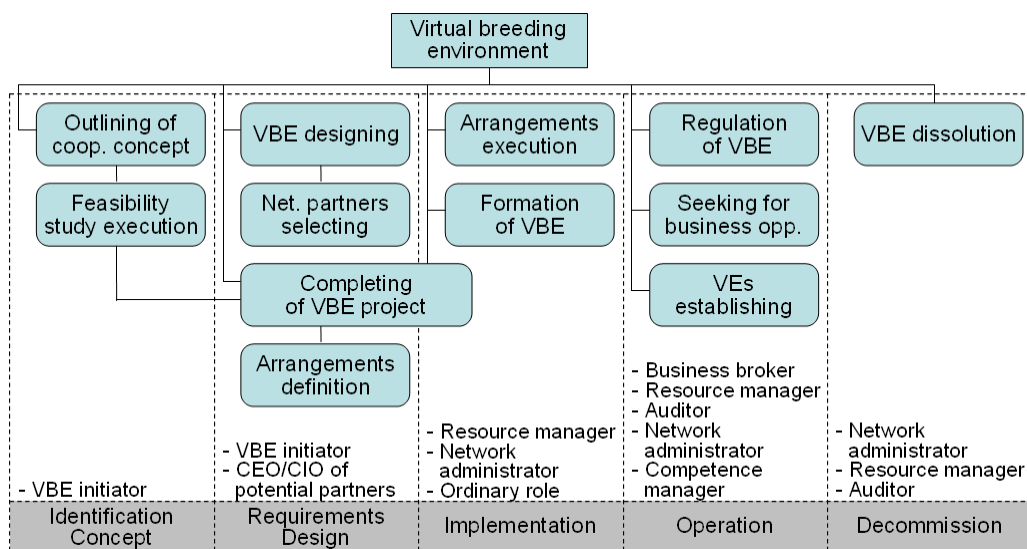 Virtual breeding
environment
Outlining of
coop. concept
Feasibility
study execution
VBE designing
Net. partners
selecting
Completing
of VBE project
Arrangements
definition
Arrangements
execution
Formation
of VBE
Regulation
of VBE
Seeking for
business opp.
VEs
establishing
VBE dissolution
- VBE initiator
- VBE initiator
- CEO/CIO of
potential partners
- Resource manager
- Network
administrator
- Ordinary role
- Business broker
- Resource manager
- Auditor
- Network
administrator
- Competence
manager
- Network
administrator
- Resource manager
- Auditor
Identification
Concept
Requirements
Design
Implementation
Operation
Decommission